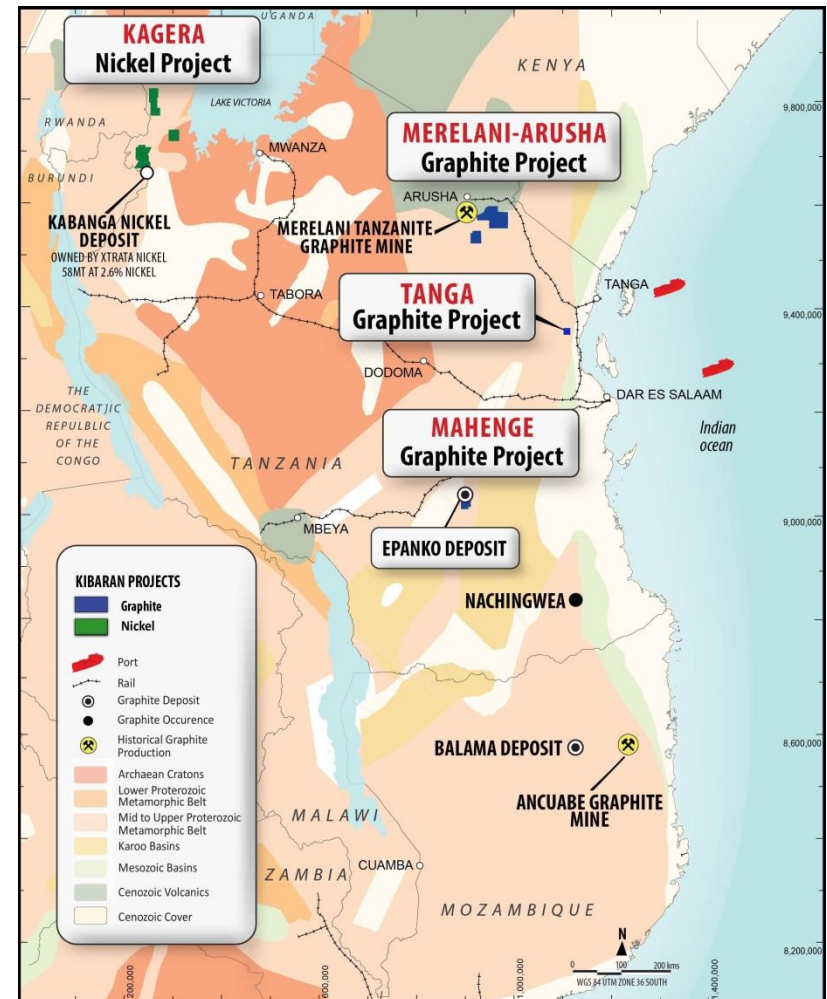 UGANDA
KAGERA
Nickel Project
KENYA
LAKE VICTORIA
9,800,000
RWANDA
MWANZA
MERELANI-ARUSHA
Graphite Project
BURUNDI
ARUSHA
KABANGA NICKEL
DEPOSIT
OWNED BY XTRATA NICKEL
58MT AT 2.6% NICKEL
MERELANI TANZANITE
GRAPHITE MINE
TANGA
TABORA
TANGA
Graphite Project
9,400,000
DODOMA
DAR ES SALAAM
THE
DEMOCRATJIC
REPULBLIC
OF THE
CONGO
MAHENGE
Graphite Project
Indian
ocean
TANZANIA
9,000,000
MBEYA
EPANKO DEPOSIT
KIBARAN PROJECTS
Graphite
Nickel
Port
Rail
Graphite Deposit
Graphite Occurence
Historical Graphite
Production
Archaean Cratons
Lower Proterozoic
Metamorphic Belt
Mid to Upper Proterozoic
Metamorphic Belt
Karoo Basins
Mesozoic Basins
Cenozoic Volcanics
Cenozoic Cover
NACHINGWEA
8,600,000
BALAMA DEPOSIT
ANCUABE GRAPHITE
MINE
MALAWI
ZAMBIA
CUAMBA
MOZAMBIQUE
N
8,200,000
0 100 200 kms
WGS 84 UTM ZONE 36 SOUTH
200,000
600,000
1,000,000
1,400,000